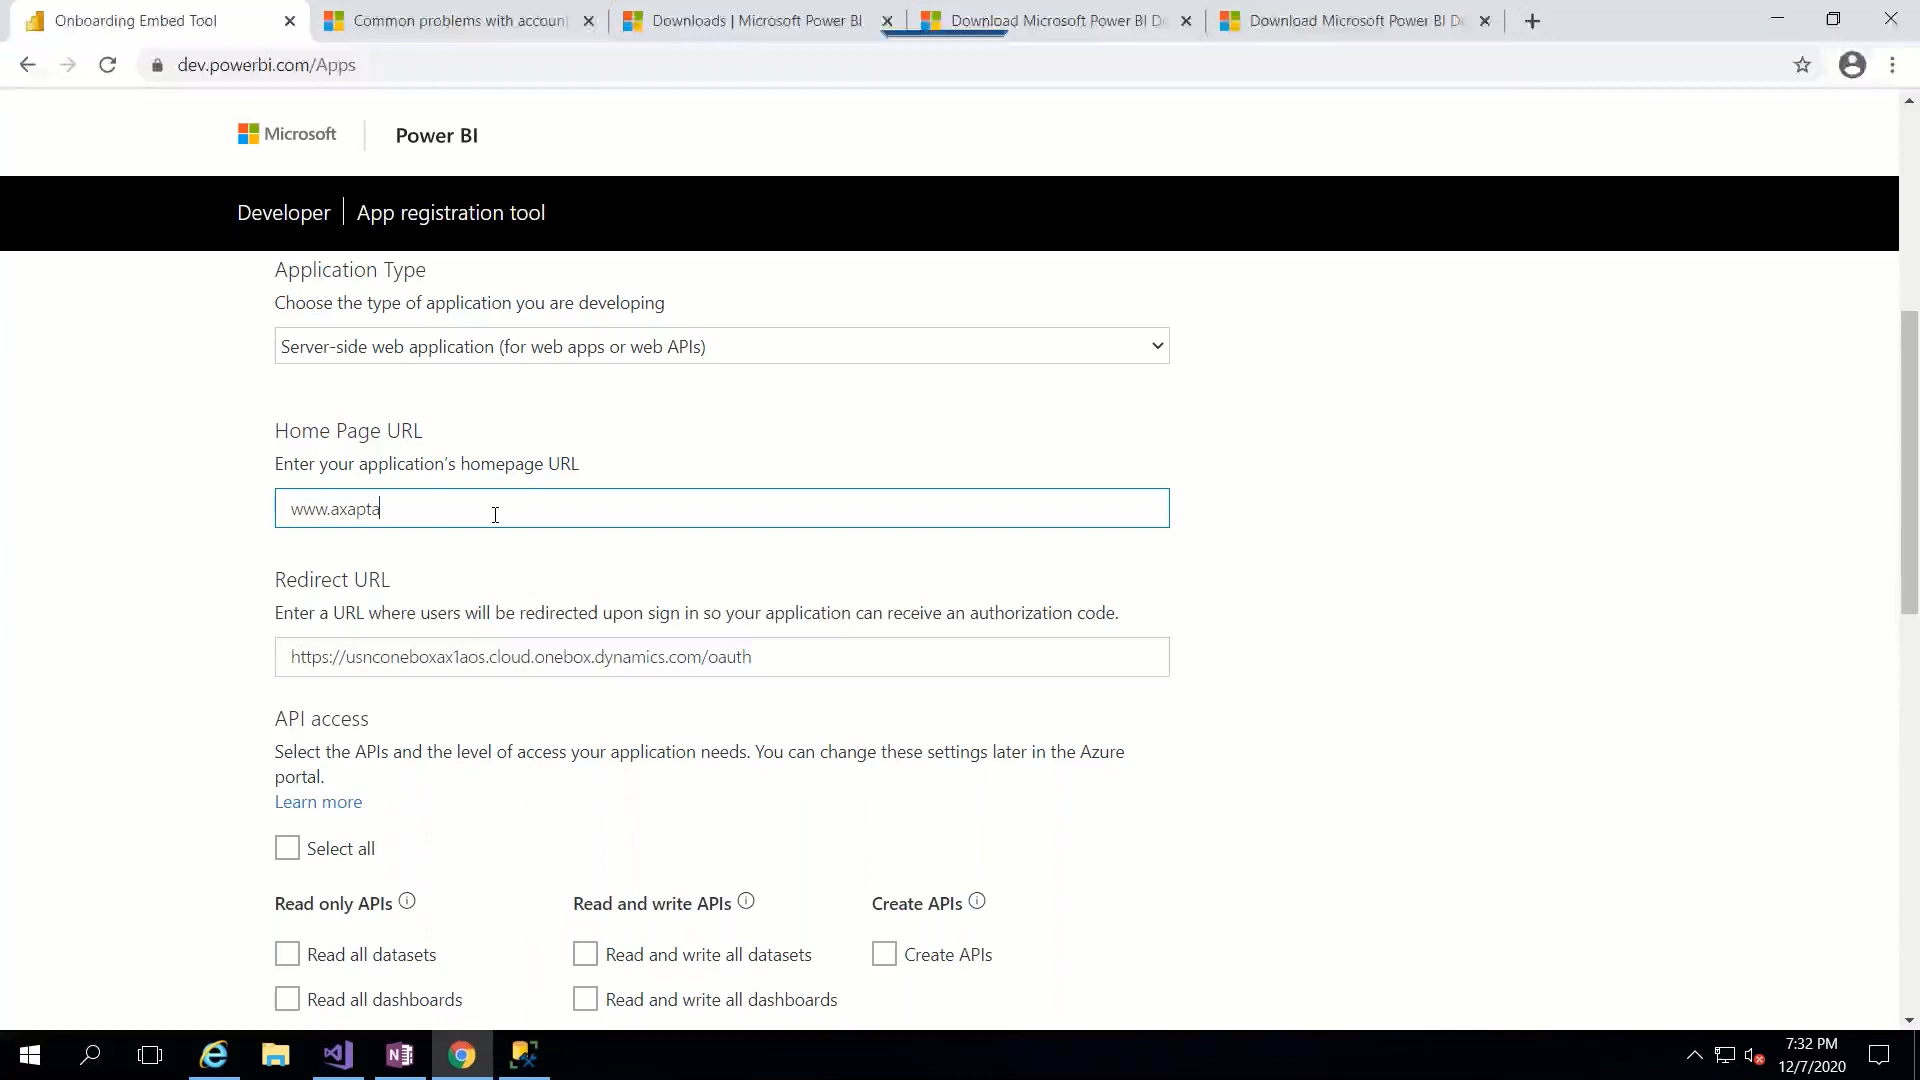 Onboarding Embed Tool
Common problems with accoun
Downloads | Microsoft Power BI
Download Microsoft Power BI De
Download Microsoft Power BI De
dev.powerbi.com/Apps
Microsoft
Power BI
Developer | App registration tool
Application Type
Choose the type of application you are developing
Server-side web application (for web apps or web APIs)
Home Page URL
Enter your application's homepage URL
www.axapta
Redirect URL
Enter a URL where users will be redirected upon sign in so your application can receive an authorization code.
https://usnconeboxax1aos.cloud.onebox.dynamics.com/oauth
API access
Select the APIs and the level of access your application needs. You can change these settings later in the Azure
portal.
Learn more
Select all
Read only APIs
Read and write APIs
Create APIs
Read all datasets
Read and write all datasets
Create APIs
Read all dashboards
Read and write all dashboards
7:32 PM
12/7/2020